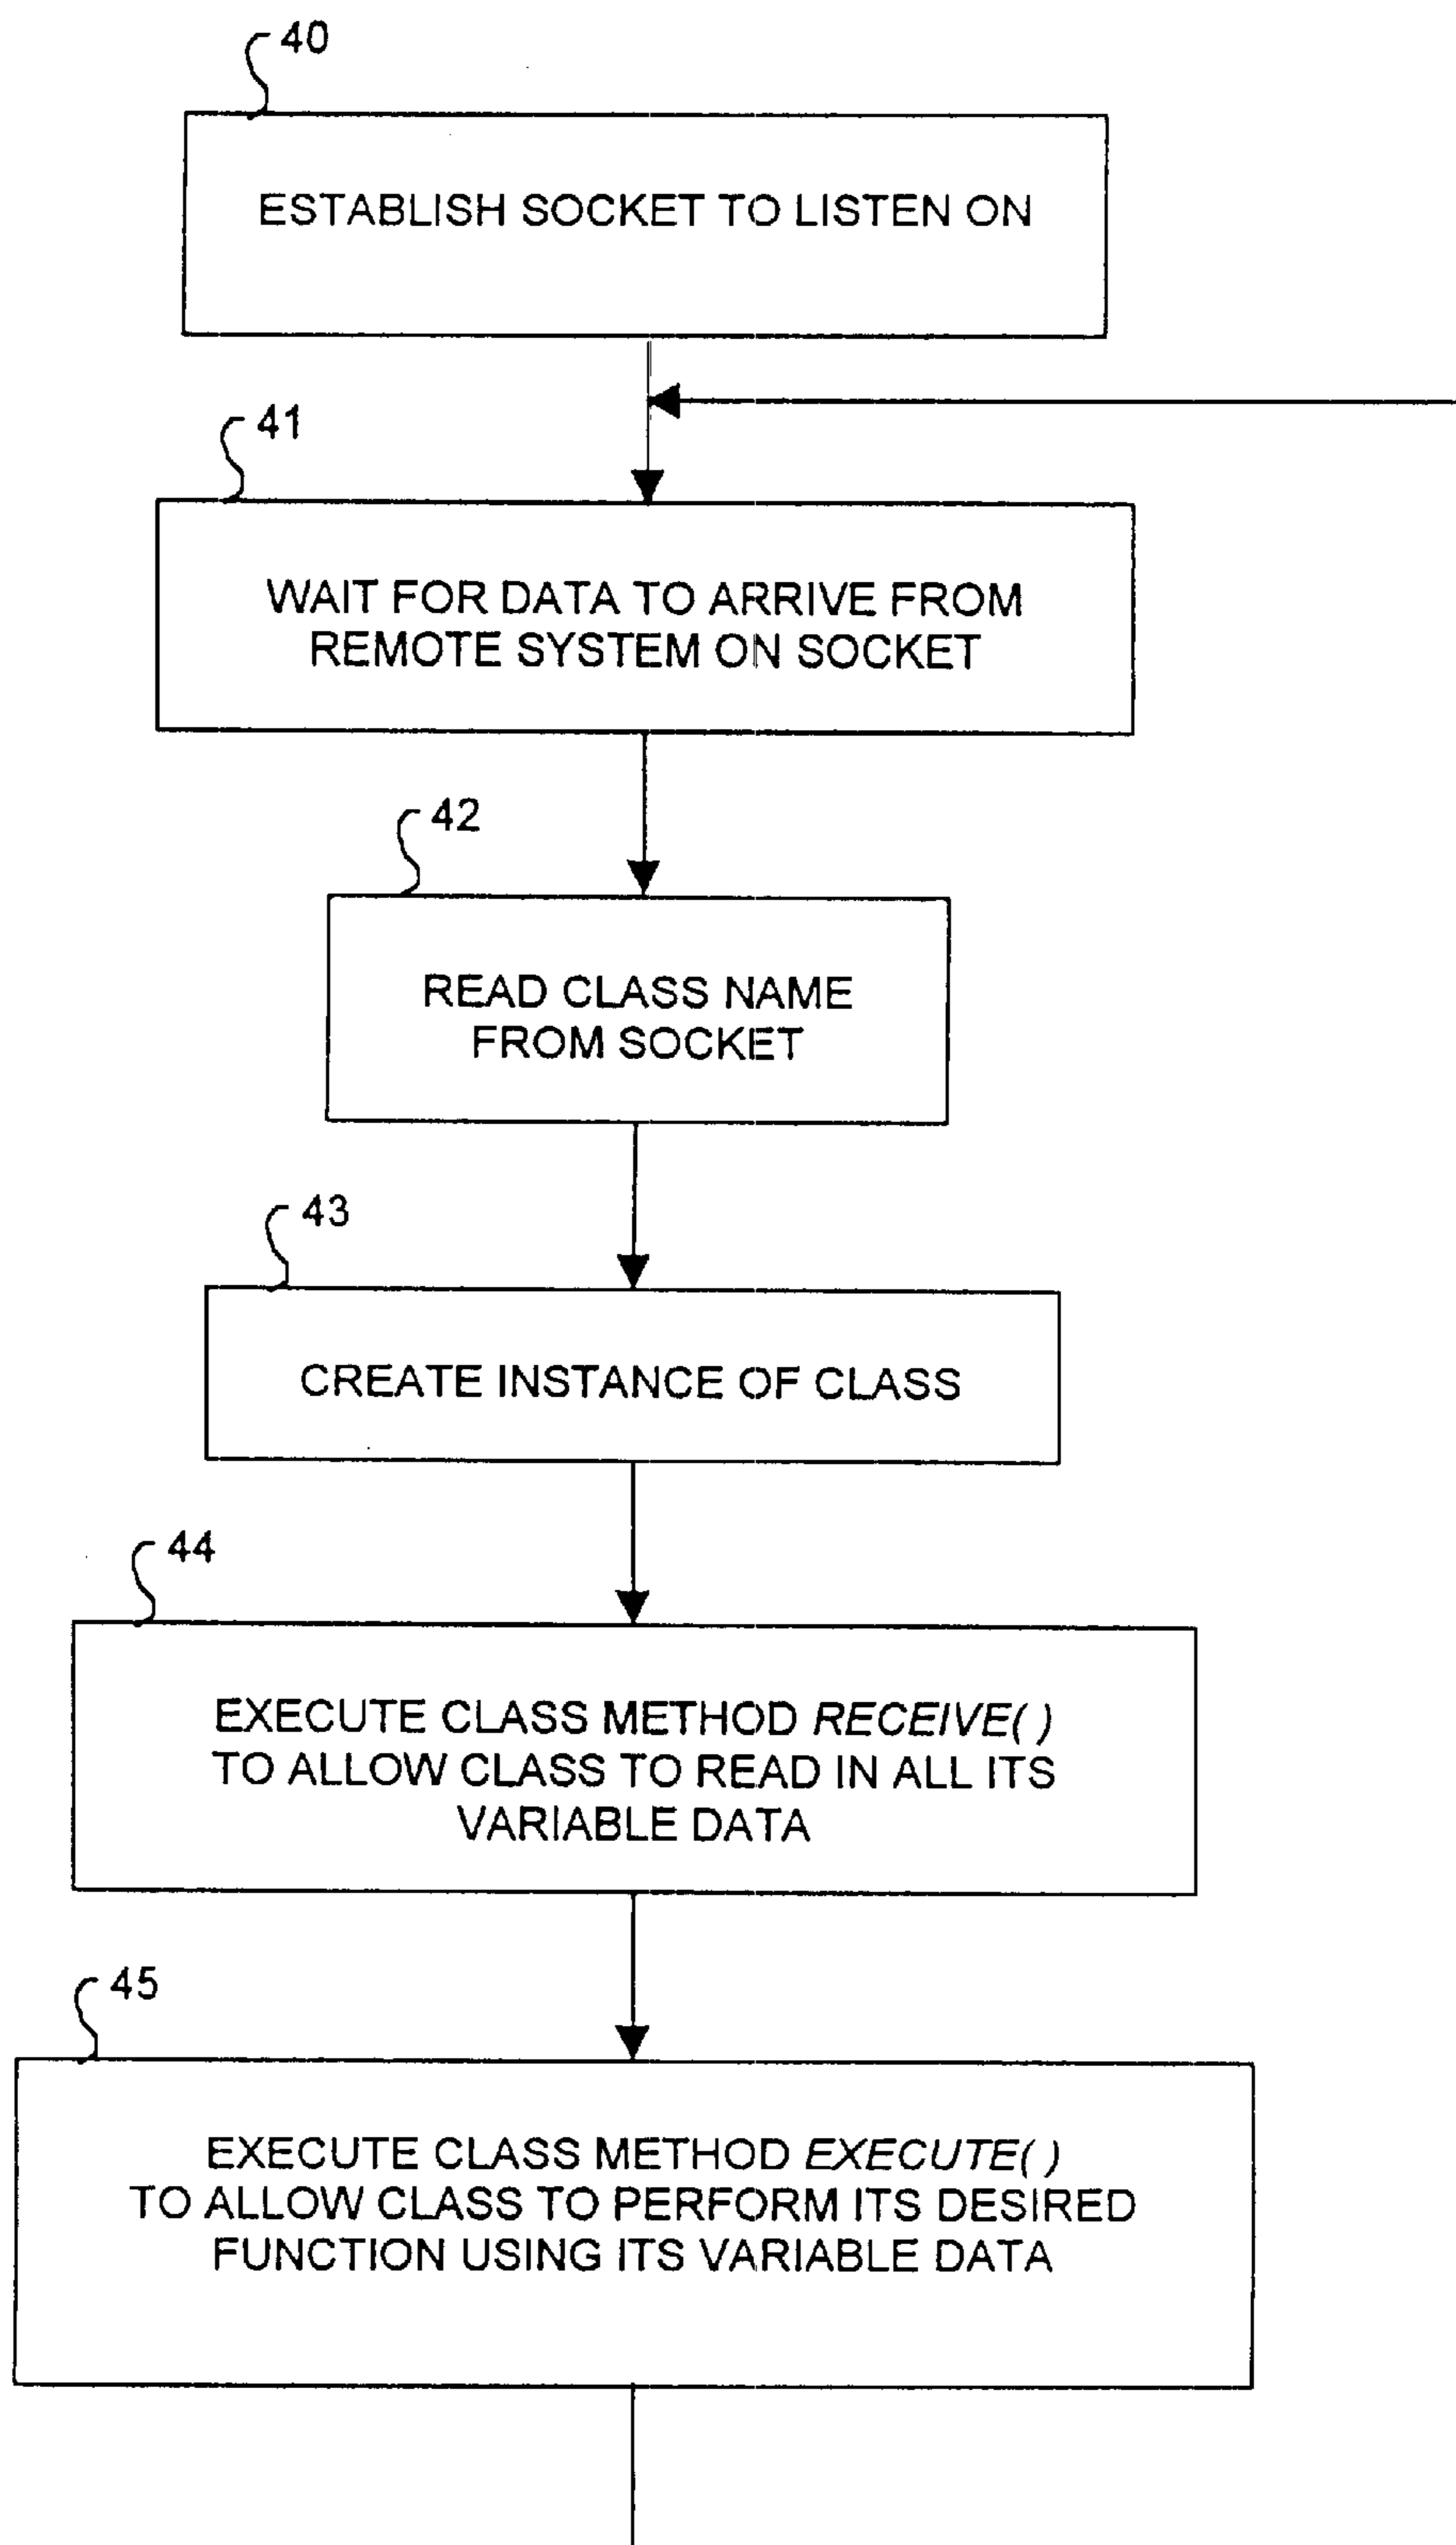 40
ESTABLISH SOCKET TO LISTEN ON
41
WAIT FOR DATA TO ARRIVE FROM
REMOTE SYSTEM ON SOCKET
42
READ CLASS NAME
FROM SOCKET
43
CREATE INSTANCE OF CLASS
44
EXECUTE CLASS METHOD RECEIVE( )
TO ALLOW CLASS TO READ IN ALL ITS
VARIABLE DATA
45
EXECUTE CLASS METHOD EXECUTE( )
TO ALLOW CLASS TO PERFORM ITS DESIRED
FUNCTION USING ITS VARIABLE DATA